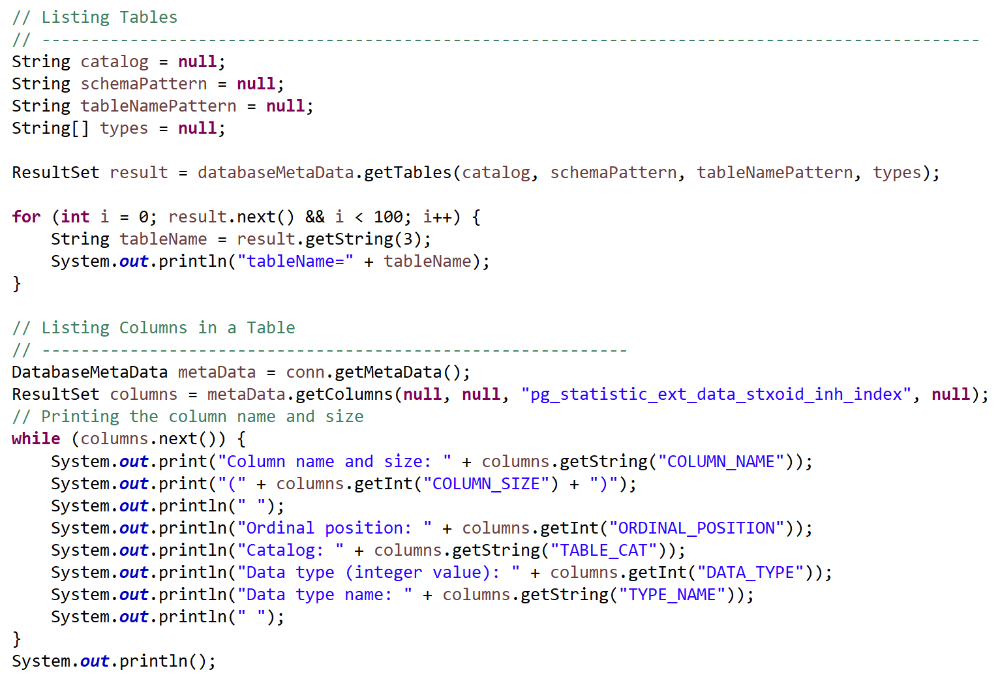 // Listing Tables
// ------------------------------------------------------------------------------------------------
String catalog = null;
String schemaPattern = null;
String tableNamePattern = null;
String[] types = null;

ResultSet result = databaseMetaData.getTables(catalog, schemaPattern, tableNamePattern, types);

for (int i = 0; result.next() && i < 100; i++) {
    String tableName = result.getString(3);
    System.out.println("tableName=" + tableName);
}

// Listing Columns in a Table
// ------------------------------------------------------------
DatabaseMetaData metaData = conn.getMetaData();
ResultSet columns = metaData.getColumns(null, null, "pg_statistic_ext_data_stxoid_inh_index", null);
// Printing the column name and size
while (columns.next()) {
    System.out.print("Column name and size: " + columns.getString("COLUMN_NAME"));
    System.out.print("(" + columns.getInt("COLUMN_SIZE") + ")");
    System.out.println(" ");
    System.out.println("Ordinal position: " + columns.getInt("ORDINAL_POSITION"));
    System.out.println("Catalog: " + columns.getString("TABLE_CAT"));
    System.out.println("Data type (integer value): " + columns.getInt("DATA_TYPE"));
    System.out.println("Data type name: " + columns.getString("TYPE_NAME"));
    System.out.println(" ");
}
System.out.println();